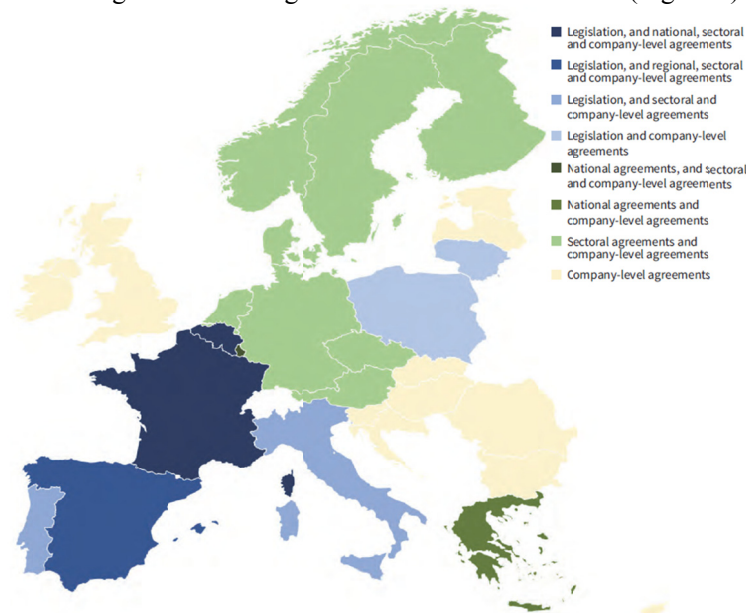 Legislation, and national, sectoral
and company-level agreements
Legislation, and regional, sectoral
and company-level agreements
Legislation, and sectoral and
company-level agreements
Legislation and company-level
agreements
National agreements, and sectoral
and company-level agreements
National agreements and
company-level agreements
Sectoral agreements and
company-level agreements
Company-level agreements